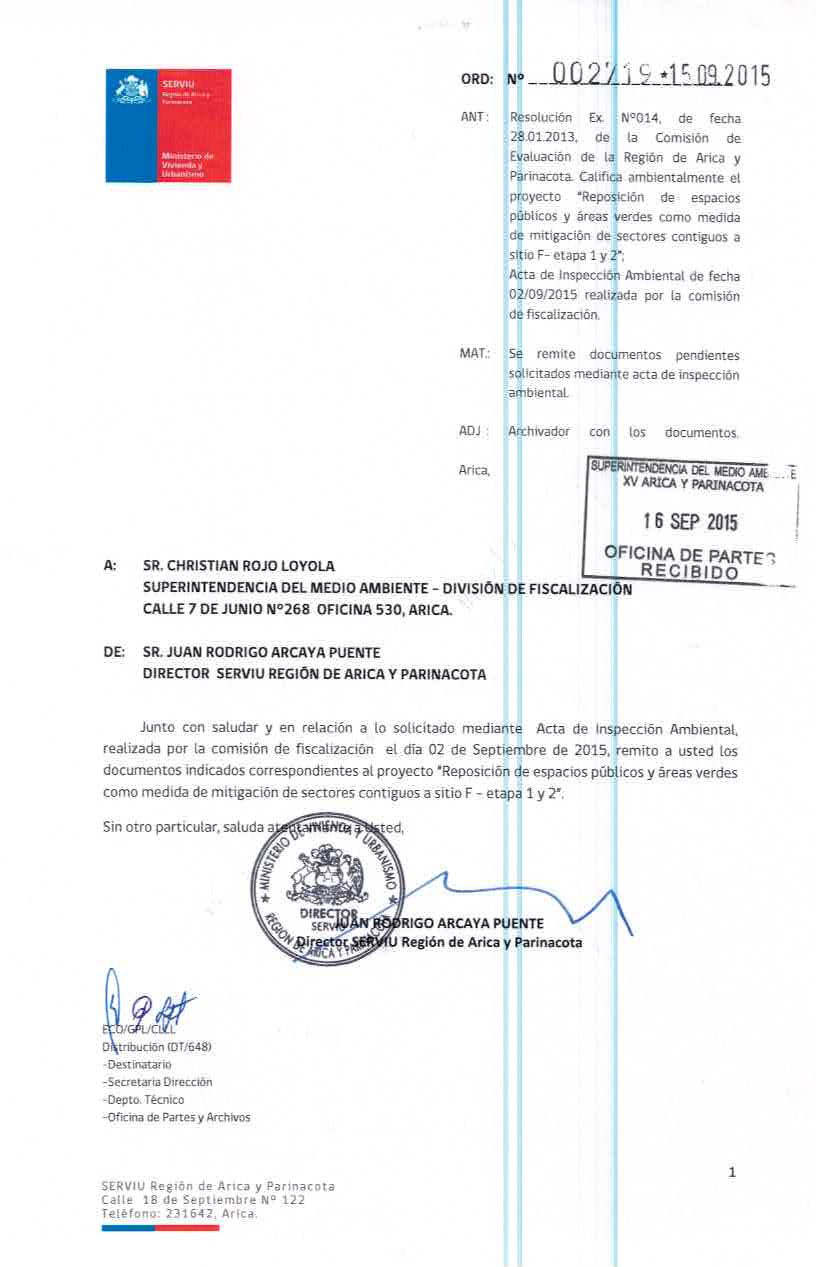 SERVIU
Región de Arica y
Parinacota
Ministerio de
Vivienda y
Urbanismo
ORD: Nº 002719 *15.09.2015
ANT: Resolución Ex. Nº014, de fecha
28.01.2013, de la Comisión de
Evaluación de la Región de Arica y
Parinacota. Califica ambientalmente el
proyecto "Reposición de espacios
públicos y áreas verdes como medida
de mitigación de sectores contiguos a
sitio F- etapa 1 y 2";
Acta de Inspección Ambiental de fecha
02/09/2015 realizada por la comisión
de fiscalización.
MAT.: Se remite documentos pendientes
solicitados mediante acta de inspección
ambiental.
ADJ : Archivador con los documentos.
Arica,
SUPERINTENDENCIA DEL MEDIO AMBIENTE
XV ARICA Y PARINACOTA
16 SEP 2015
OFICINA DE PARTES
RECIBIDO
A: SR. CHRISTIAN ROJO LOYOLA
SUPERINTENDENCIA DEL MEDIO AMBIENTE – DIVISIÓN DE FISCALIZACIÓN
CALLE 7 DE JUNIO Nº268 OFICINA 530, ARICA.
DE: SR. JUAN RODRIGO ARCAYA PUENTE
DIRECTOR SERVIU REGIÓN DE ARICA Y PARINACOTA
Junto con saludar y en relación a lo solicitado mediante Acta de Inspección Ambiental,
realizada por la comisión de fiscalización el día 02 de Septiembre de 2015, remito a usted los
documentos indicados correspondientes al proyecto "Reposición de espacios públicos y áreas verdes
como medida de mitigación de sectores contiguos a sitio F – etapa 1 y 2".
Sin otro particular, saluda atentamente a Usted,
MINISTERIO DE VIVIENDA Y URBANISMO
DIRECTOR
SERVIU
REGION DE ARICA Y PARINACOTA
JUAN RODRIGO ARCAYA PUENTE
Director SERVIU Región de Arica y Parinacota
ECO/GPL/CLLL
Distribución (DT/648)
-Destinatario
-Secretaria Dirección
-Depto. Técnico
-Oficina de Partes y Archivos
1
SERVIU Región de Arica y Parinacota
Calle 18 de Septiembre Nº 122
Teléfono: 231642, Arica.